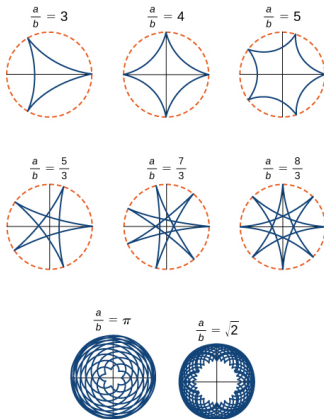 a/b = 3
a/b = 4
a/b = 5
a/b = 5/3
a/b = 7/3
a/b = 8/3
a/b = π
a/b = √2